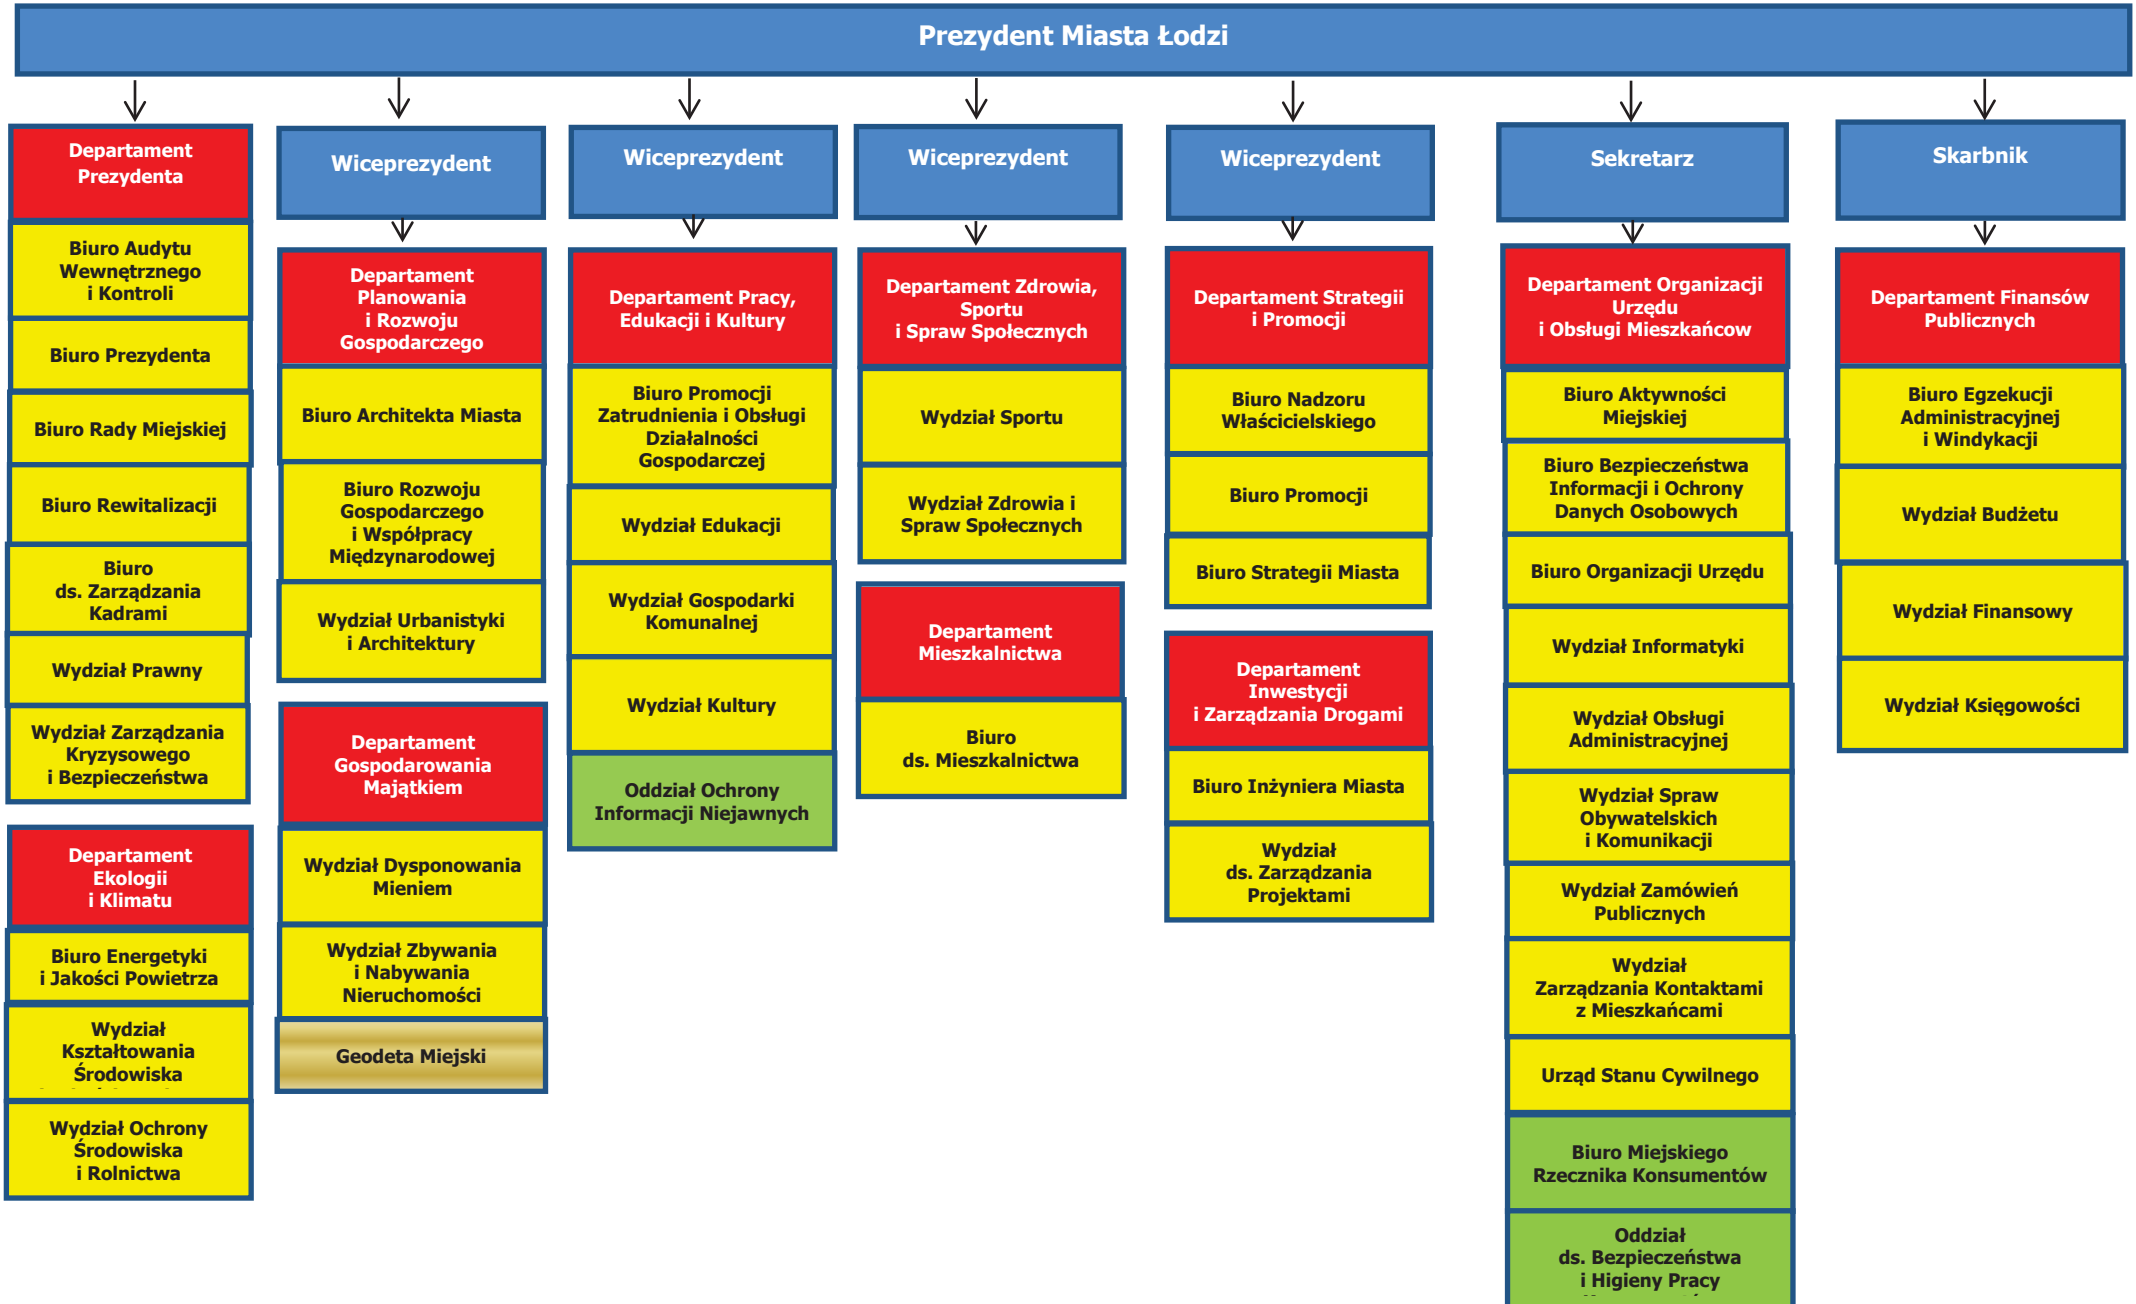 Prezydent Miasta Łodzi
Departament
Prezydenta
Biuro Audytu
Wewnętrznego
i Kontroli
Biuro Prezydenta
Biuro Rady Miejskiej
Biuro Rewitalizacji
Biuro
ds. Zarządzania
Kadrami
Wydział Prawny
Wydział Zarządzania
Kryzysowego
i Bezpieczeństwa
Departament
Ekologii
i Klimatu
Biuro Energetyki
i Jakości Powietrza
Wydział
Kształtowania
Środowiska
Wydział Ochrony
Środowiska
i Rolnictwa
Wiceprezydent
Departament
Planowania
i Rozwoju
Gospodarczego
Biuro Architekta Miasta
Biuro Rozwoju
Gospodarczego
i Współpracy
Międzynarodowej
Wydział Urbanistyki
i Architektury
Departament
Gospodarowania
Majątkiem
Wydział Dysponowania
Mieniem
Wydział Zbywania
i Nabywania
Nieruchomości
Geodeta Miejski
Wiceprezydent
Departament Pracy,
Edukacji i Kultury
Biuro Promocji
Zatrudnienia i Obsługi
Działalności
Gospodarczej
Wydział Edukacji
Wydział Gospodarki
Komunalnej
Wydział Kultury
Oddział Ochrony
Informacji Niejawnych
Wiceprezydent
Departament Zdrowia,
Sportu
i Spraw Społecznych
Wydział Sportu
Wydział Zdrowia i
Spraw Społecznych
Departament
Mieszkalnictwa
Biuro
ds. Mieszkalnictwa
Wiceprezydent
Departament Strategii
i Promocji
Biuro Nadzoru
Właścicielskiego
Biuro Promocji
Biuro Strategii Miasta
Departament
Inwestycji
i Zarządzania Drogami
Biuro Inżyniera Miasta
Wydział
ds. Zarządzania
Projektami
Sekretarz
Departament Organizacji
Urzędu
i Obsługi Mieszkańcow
Biuro Aktywności
Miejskiej
Biuro Bezpieczeństwa
Informacji i Ochrony
Danych Osobowych
Biuro Organizacji Urzędu
Wydział Informatyki
Wydział Obsługi
Administracyjnej
Wydział Spraw
Obywatelskich
i Komunikacji
Wydział Zamówień
Publicznych
Wydział
Zarządzania Kontaktami
z Mieszkańcami
Urząd Stanu Cywilnego
Biuro Miejskiego
Rzecznika Konsumentów
Oddział
ds. Bezpieczeństwa
i Higieny Pracy
Skarbnik
Departament Finansów
Publicznych
Biuro Egzekucji
Administracyjnej
i Windykacji
Wydział Budżetu
Wydział Finansowy
Wydział Księgowości